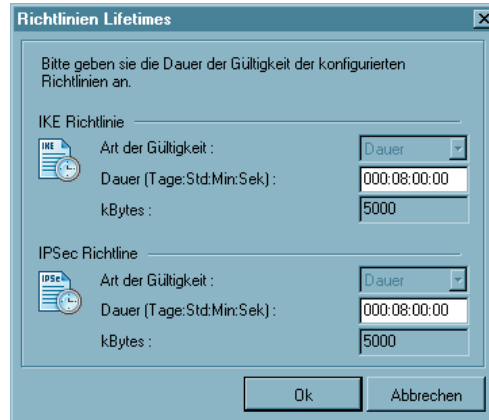 Richtlinien Lifetimes
Bitte geben sie die Dauer der Gültigkeit der konfigurierten
Richtlinien an.
IKE Richtlinie
IKE
Art der Gültigkeit : Dauer
Dauer (Tage:Std:Min:Sek) : 000:08:00:00
kBytes : 5000
IPSec Richtline
IPSe
Art der Gültigkeit : Dauer
Dauer (Tage:Std:Min:Sek) : 000:08:00:00
kBytes : 5000
Ok Abbrechen